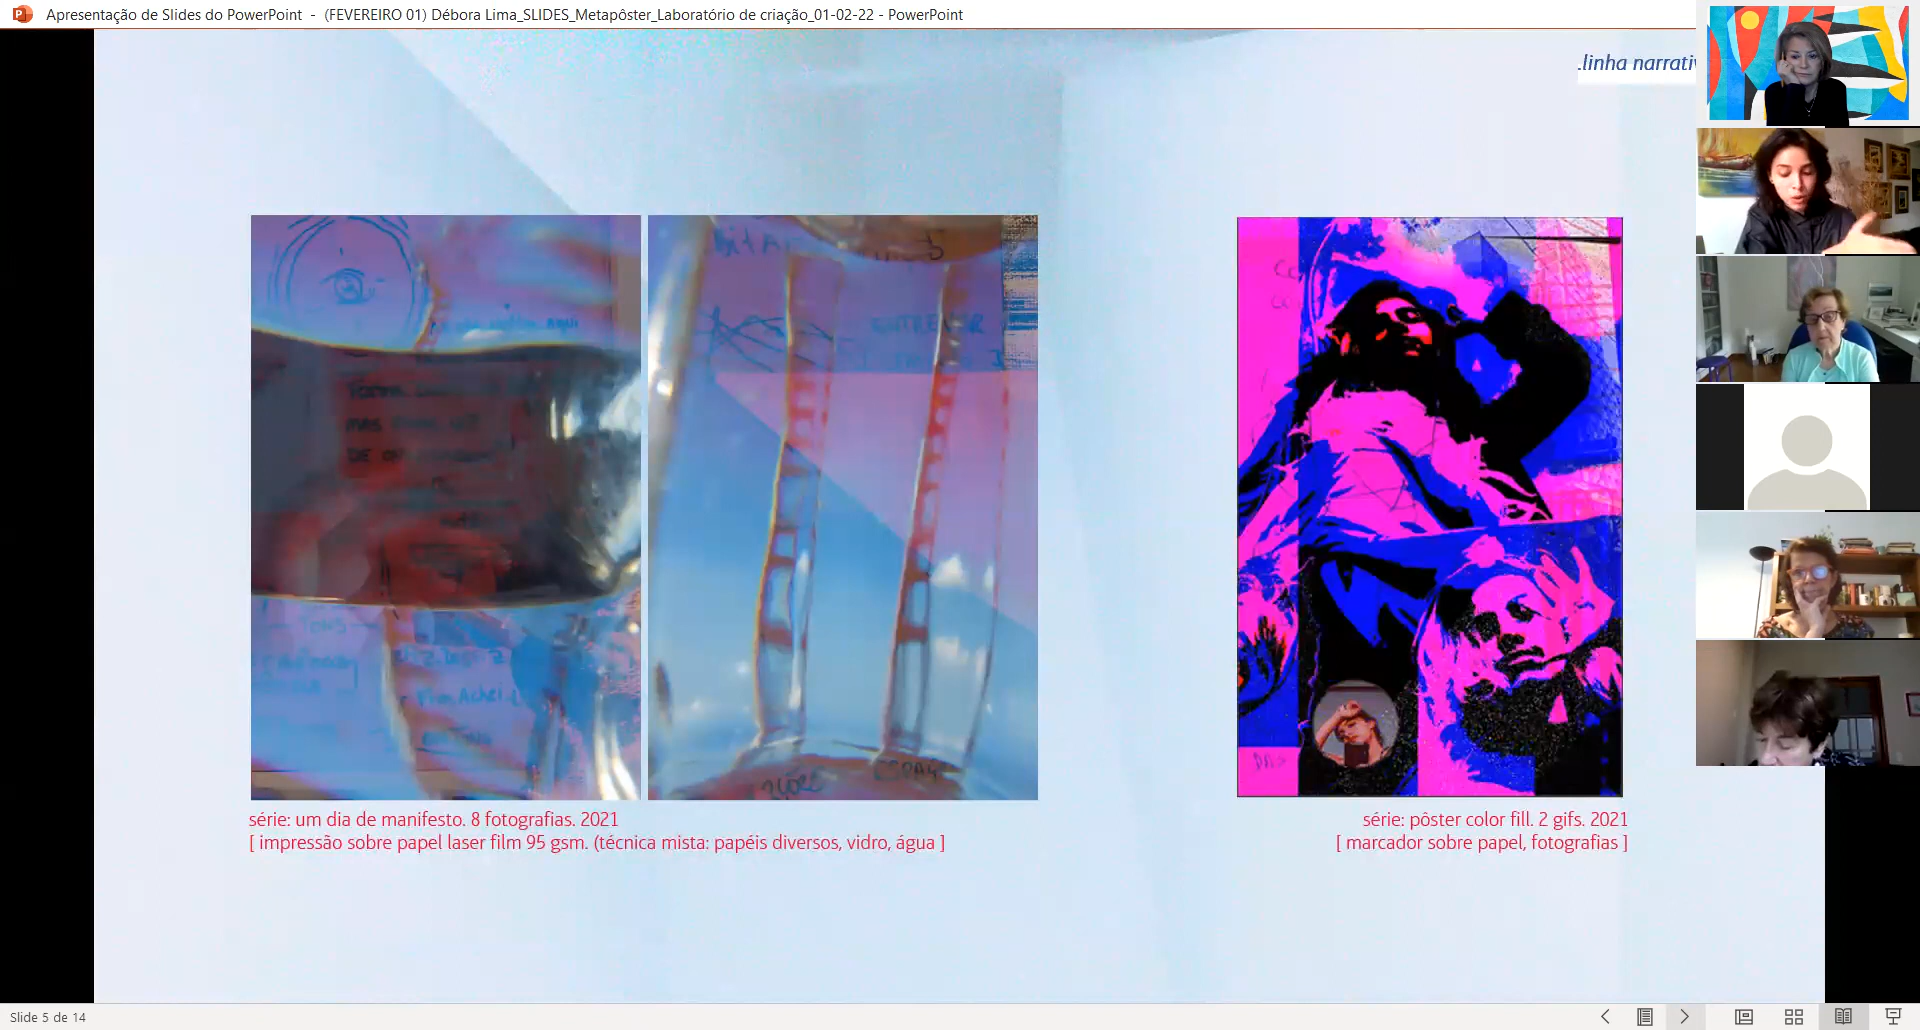 Apresentação de Slides do PowerPoint - (FEVEREIRO 01) Débora Lima_SLIDES_Metapôster_Laboratório de criação_01-02-22 - PowerPoint
.linha narrativ
ESPAÇ
série: um dia de manifesto. 8 fotografias. 2021
[ impressão sobre papel laser film 95 gsm. (técnica mista: papéis diversos, vidro, água ]
série: pôster color fill. 2 gifs. 2021
[ marcador sobre papel, fotografias ]
Slide 5 de 14